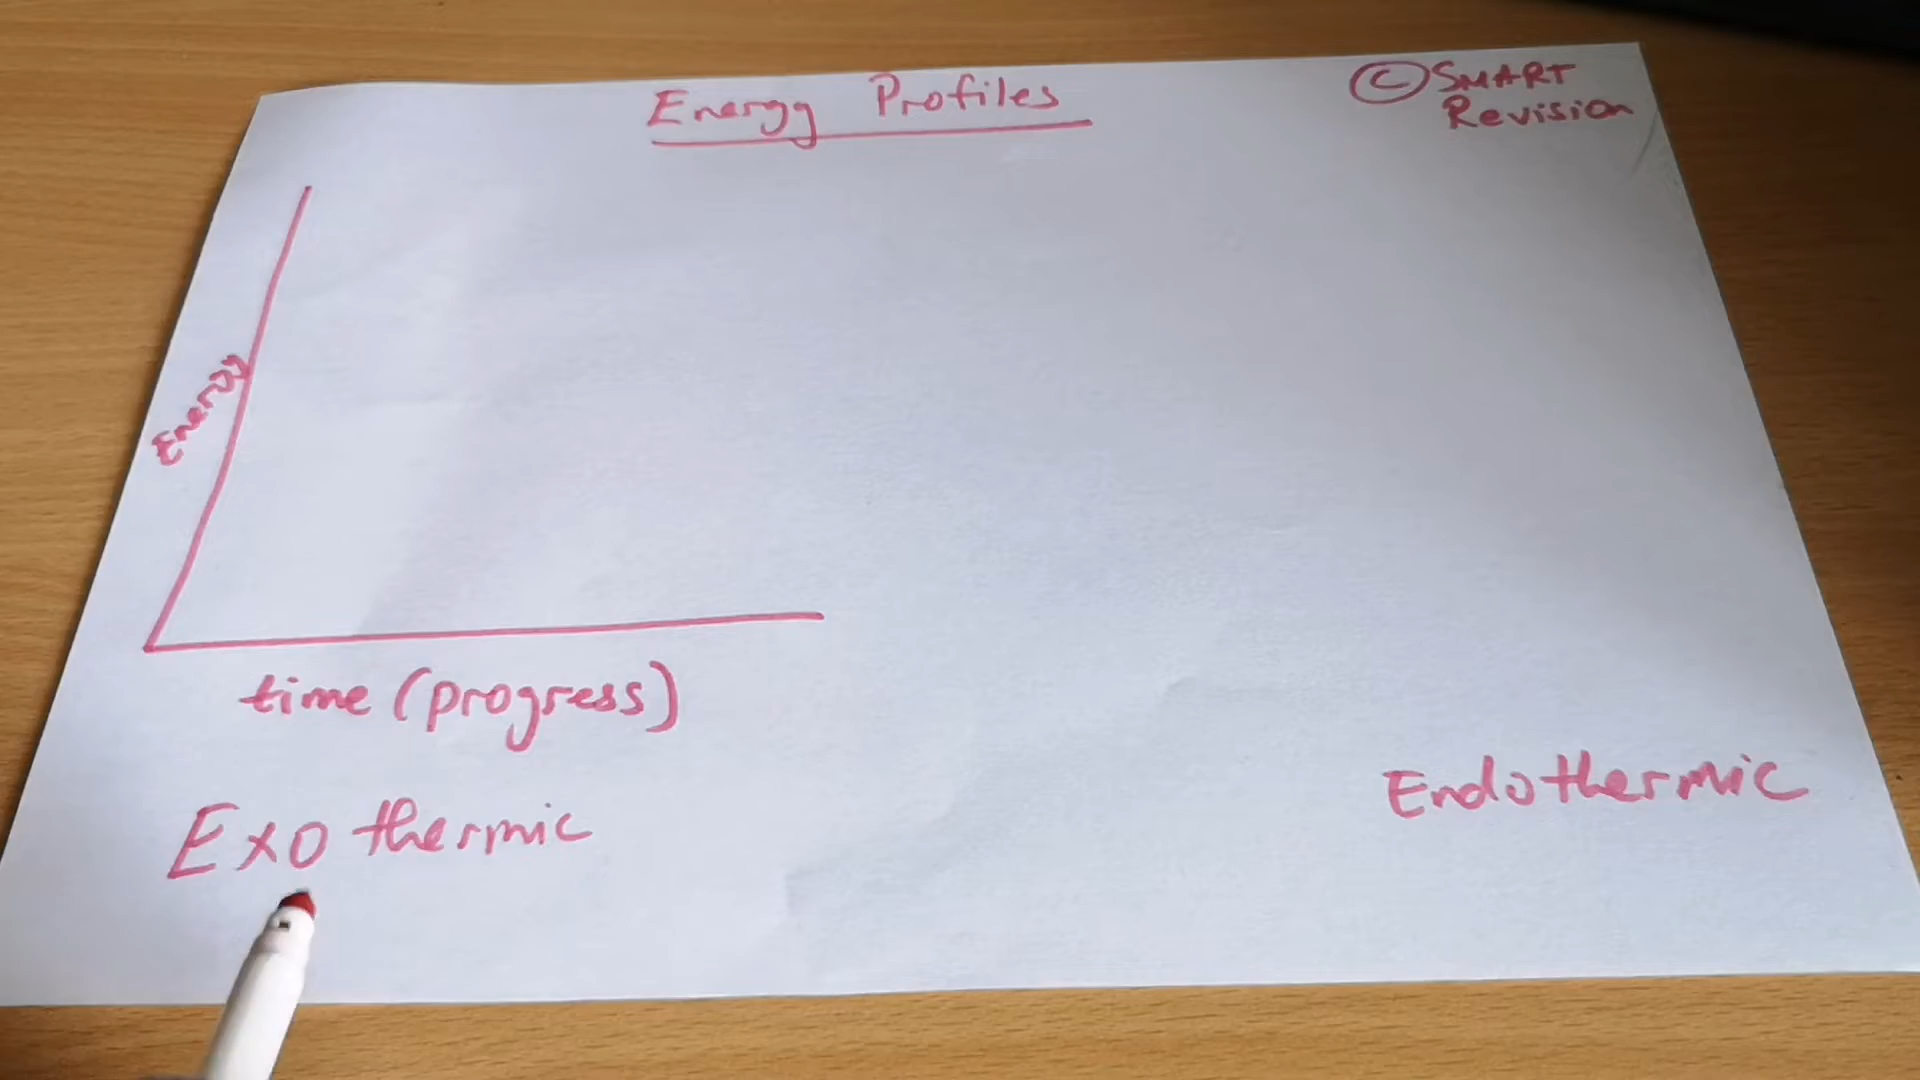 Energy Profiles
© SMART
Revision
Energy
time (progress)
Exothermic
Endothermic